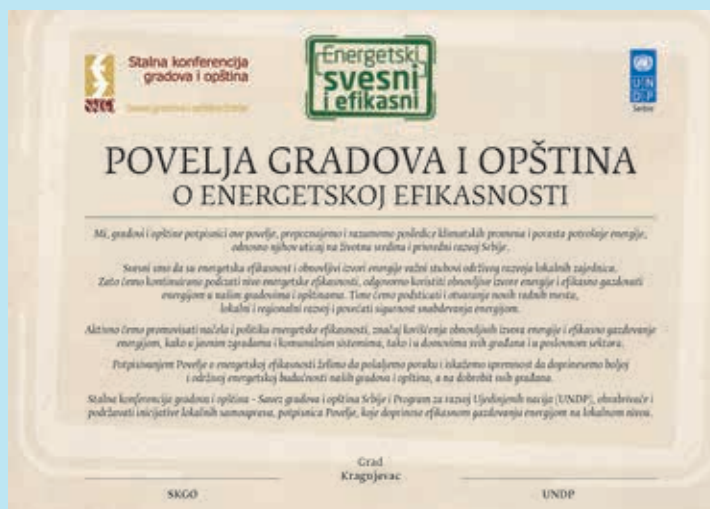 Stalna konferencija
gradova i opština
SKGO
Savez gradova i opština Srbije
Energetski
svesni
i efikasni
UN
DP
Serbia
POVELJA GRADOVA I OPŠTINA
O ENERGETSKOJ EFIKASNOSTI
Mi, gradovi i opštine potpisnici ove povelje, prepoznajemo i razumemo posledice klimatskih promena i porasta potrošnje energije,
odnosno njihov uticaj na životnu sredinu i privredni razvoj Srbije.
Svesni smo da su energetska efikasnost i obnovljivi izvori energije važni stubovi održivog razvoja lokalnih zajednica.
Zato ćemo kontinuirano podizati nivo energetske efikasnosti, odgovorno koristiti obnovljive izvore energije i efikasno gazdovati
energijom u našim gradovima i opštinama. Time ćemo podsticati i otvaranje novih radnih mesta,
lokalni i regionalni razvoj i povećati sigurnost snabdevanja energijom.
Aktivno ćemo promovisati načela i politiku energetske efikasnosti, značaj korišćenja obnovljivih izvora energije i efikasno gazdovanje
energijom, kako u javnim zgradama i komunalnim sistemima, tako i u domovima svih građana i u poslovnom sektoru.
Potpisivanjem Povelje o energetskoj efikasnosti želimo da pošaljemo poruku i iskažemo spremnost da doprinesemo boljoj
i održivoj energetskoj budućnosti naših gradova i opština, a na dobrobit svih građana.
Stalna konferencija gradova i opština - Savez gradova i opština Srbije i Program za razvoj Ujedinjenih nacija (UNDP), ohrabrivaće i
podržavati inicijative lokalnih samouprava, potpisnica Povelje, koje doprinose efikasnom gazdovanju energijom na lokalnom nivou.
Grad
Kragujevac
SKGO
UNDP